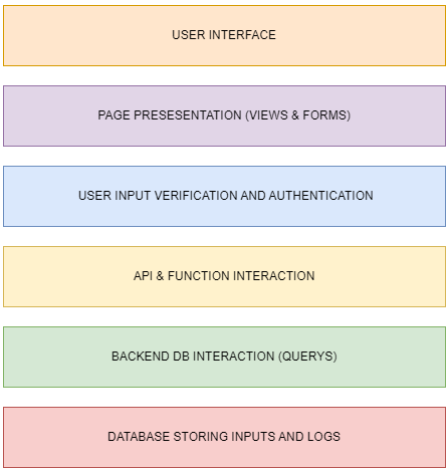 USER INTERFACE
PAGE PRESESENTATION (VIEWS & FORMS)
USER INPUT VERIFICATION AND AUTHENTICATION
API & FUNCTION INTERACTION
BACKEND DB INTERACTION (QUERYS)
DATABASE STORING INPUTS AND LOGS